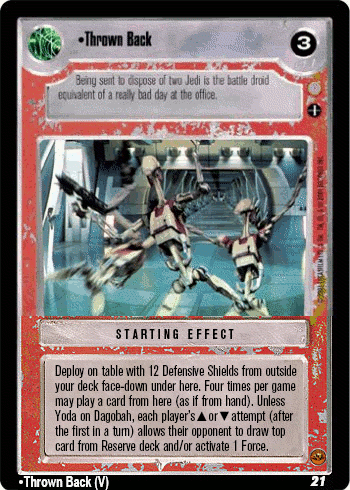 •Thrown Back
3
Being sent to dispose of two Jedi is the battle droid
equivalent of a really bad day at the office.
STARTING EFFECT
Deploy on table with 12 Defensive Shields from outside
your deck face-down under here. Four times per game
may play a card from here (as if from hand). Unless
Yoda on Dagobah, each player's ▲ or ▼ attempt (after
the first in a turn) allows their opponent to draw top
card from Reserve deck and/or activate 1 Force.
•Thrown Back (V)
21